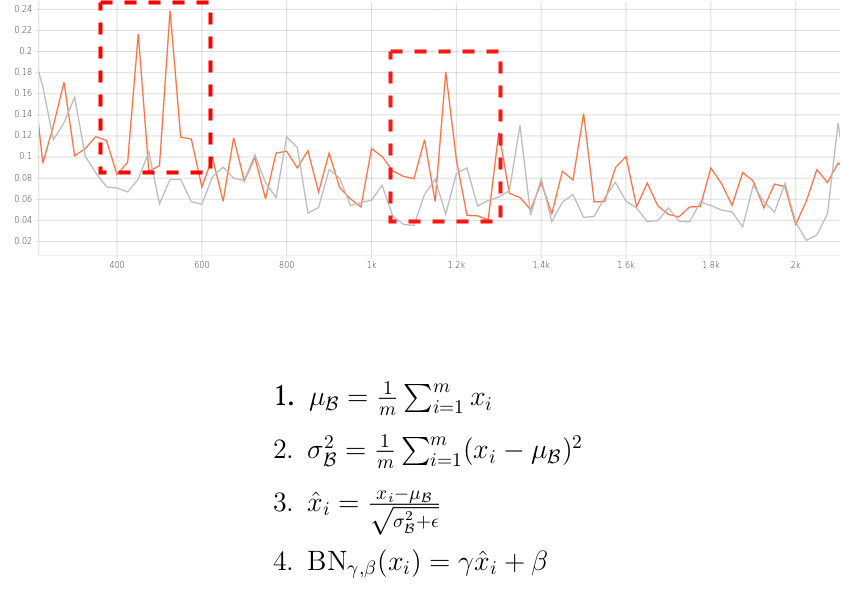 0.24
0.22
0.2
0.18
0.16
0.14
0.12
0.1
0.08
0.06
0.04
0.02
400 600 800 1k 1.2k 1.4k 1.6k 1.8k 2k
1. μ_ℬ = 1/m ∑_{i=1}^{m} x_i
2. σ_ℬ^2 = 1/m ∑_{i=1}^{m} (x_i − μ_ℬ)^2
3. x̂_i = (x_i−μ_ℬ)/√(σ_ℬ^2+ϵ)
4. BN_{γ,β}(x_i) = γx̂_i + β